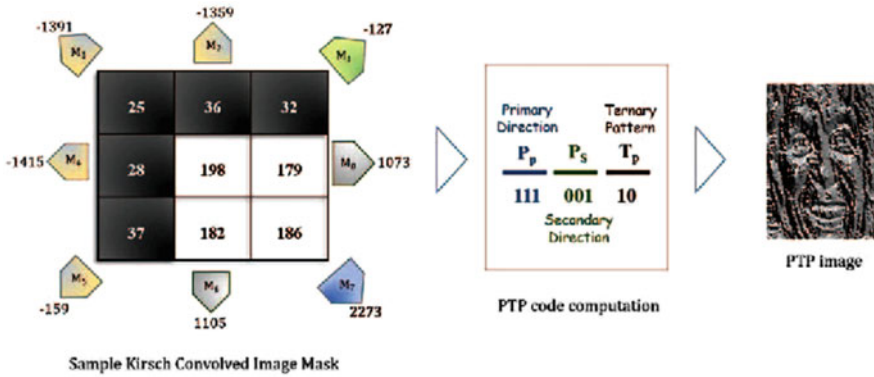 -1391 -1359 -127
M3 M2 M1
25 36 32
-1415 M4 28 198 179 M8 1073
37 182 186
M5 M6 M7
-159 1105 2273
Sample Kirsch Convolved Image Mask
Primary Direction
Ternary Pattern
Pp Ps Tp
111 001 10
Secondary Direction
PTP code computation
PTP image